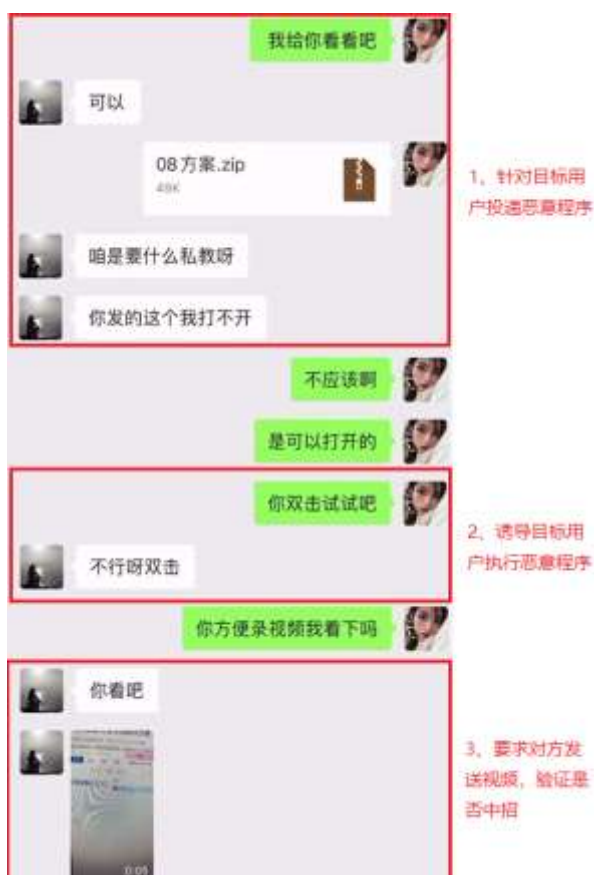 我给你看看吧
可以
08方案.zip
48K
1、针对目标用
户投递恶意程序
咱是要什么私教呀
你发的这个我打不开
不应该啊
是可以打开的
你双击试试吧
2、诱导目标用
户执行恶意程序
不行呀双击
你方便录视频我看下吗
你看吧
3、要求对方发
送视频，验证是
否中招
0:05